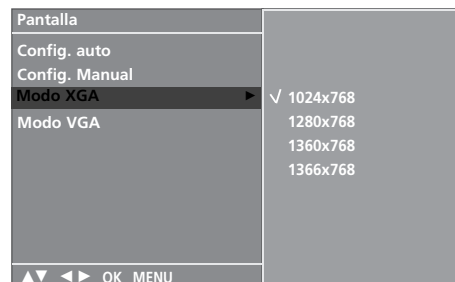 Pantalla
Config. auto
Config. Manual
Modo XGA ►
Modo VGA
√ 1024x768
1280x768
1360x768
1366x768
▲▼ ◄► OK MENU